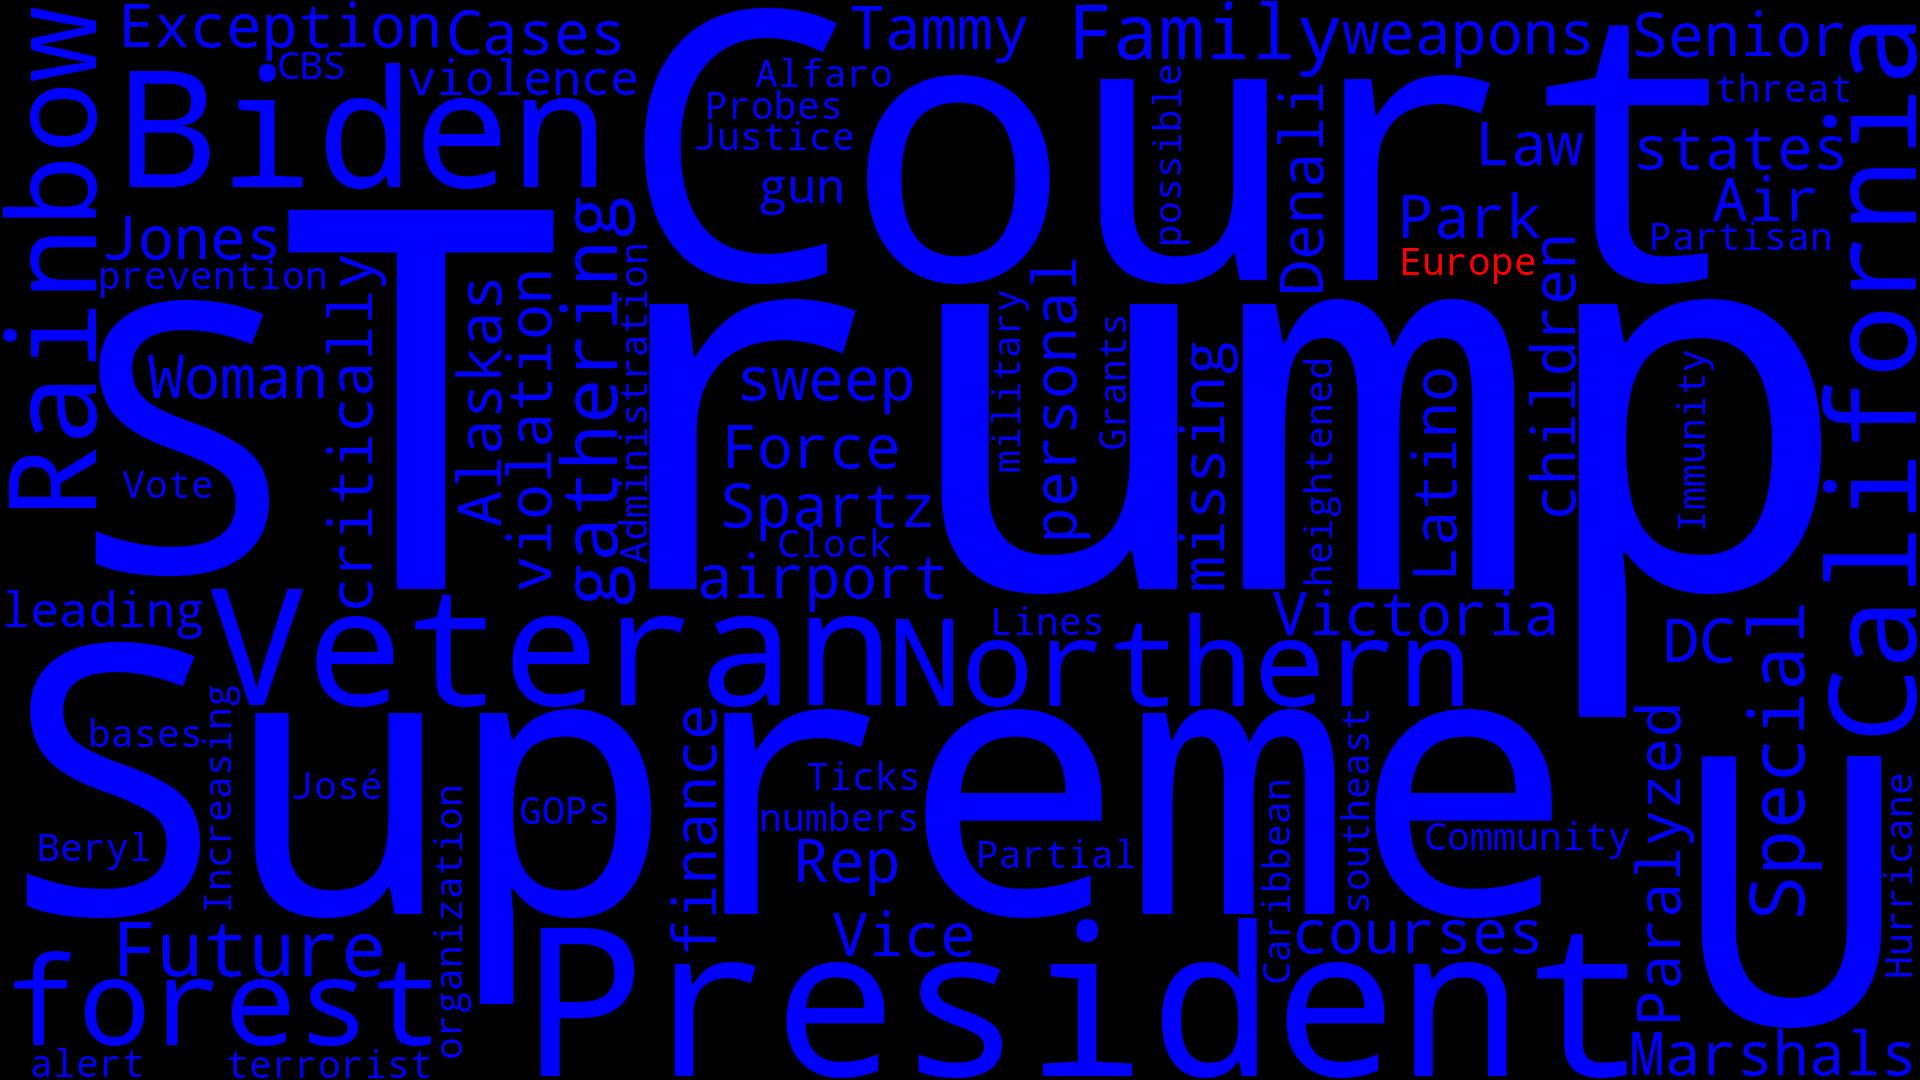 Rainbow
Exception
Cases
Tammy
Family
weapons
Senior
California
CBS
violence
Biden
Court
Alfaro
Probes
Justice
gun
possible
Denali
Law
threat
states
Air
Park
Partisan
Europe
Jones
prevention
s
Trump
critically
Alaskas
violation
gathering
Administration
Woman
Vote
sweep
Force
Spartz
Clock
airport
military
personal
Grants
missing
heightened
Latino
children
Immunity
leading
Veteran
Northern
Lines
Victoria
DC
Special
Supreme
U
bases
Increasing
José
GOPs
Beryl
organization
finance
Ticks
numbers
Rep
Partial
Caribbean
southeast
Community
Paralyzed
Hurricane
Future
forest
Vice
President
courses
alert
terrorist
Marshals